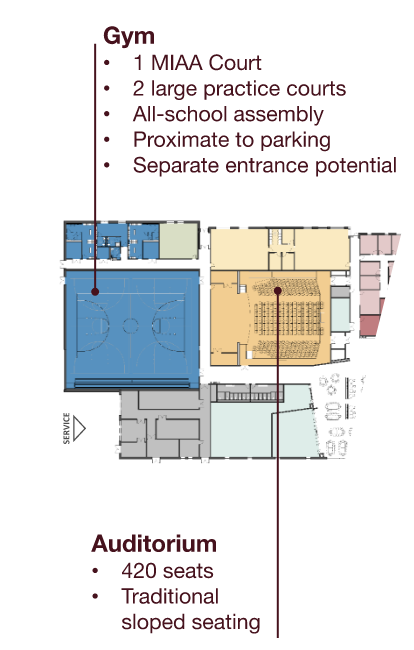 Gym
• 1 MIAA Court
• 2 large practice courts
• All-school assembly
• Proximate to parking
• Separate entrance potential
SERVICE
Auditorium
• 420 seats
• Traditional
sloped seating